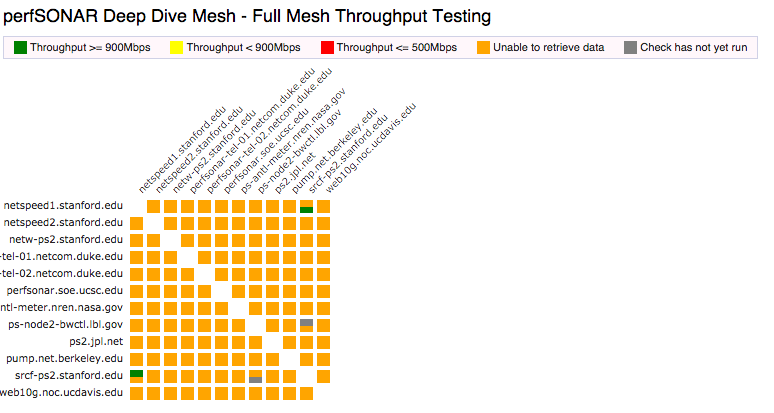 perfSONAR Deep Dive Mesh - Full Mesh Throughput Testing
Throughput >= 900Mbps Throughput < 900Mbps Throughput <= 500Mbps Unable to retrieve data Check has not yet run
netspeed1.stanford.edu
netspeed2.stanford.edu
netw-ps2.stanford.edu
perfsonar-tel-01.netcom.duke.edu
perfsonar-tel-02.netcom.duke.edu
perfsonar.soe.ucsc.edu
ps-antl-meter.nren.nasa.gov
ps-node2-bwctl.lbl.gov
ps2.jpl.net
pump.net.berkeley.edu
srcf-ps2.stanford.edu
web10g.noc.ucdavis.edu
netspeed1.stanford.edu
netspeed2.stanford.edu
netw-ps2.stanford.edu
-tel-01.netcom.duke.edu
-tel-02.netcom.duke.edu
perfsonar.soe.ucsc.edu
antl-meter.nren.nasa.gov
ps-node2-bwctl.lbl.gov
ps2.jpl.net
pump.net.berkeley.edu
srcf-ps2.stanford.edu
web10g.noc.ucdavis.edu